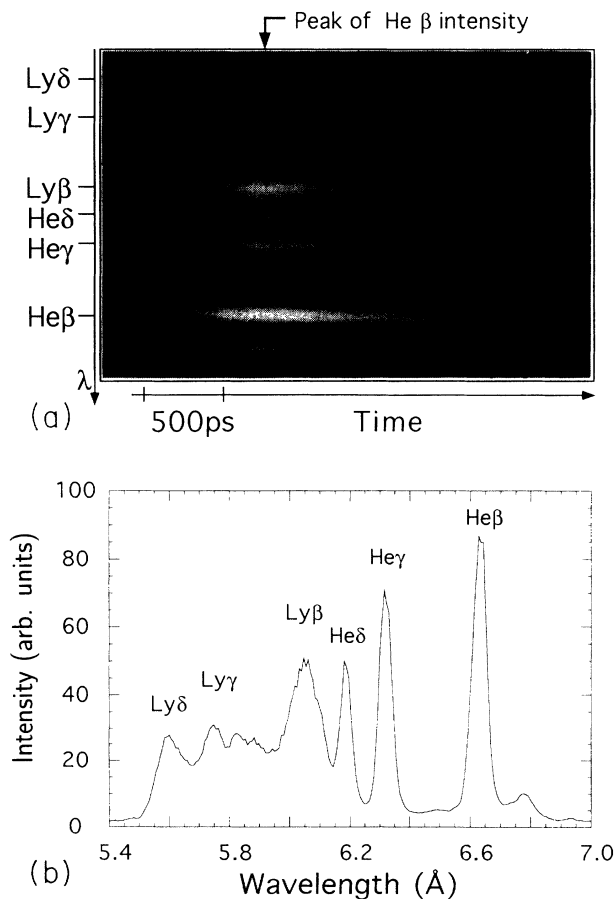 Peak of He β intensity
Lyδ
Lyγ
Lyβ
Heδ
Heγ
Heβ
λ
(a)
500ps
Time
100
80
60
40
20
0
Intensity (arb. units)
Lyδ
Lyγ
Lyβ
Heδ
Heγ
Heβ
5.4
5.8
6.2
6.6
7.0
(b)
Wavelength (Å)